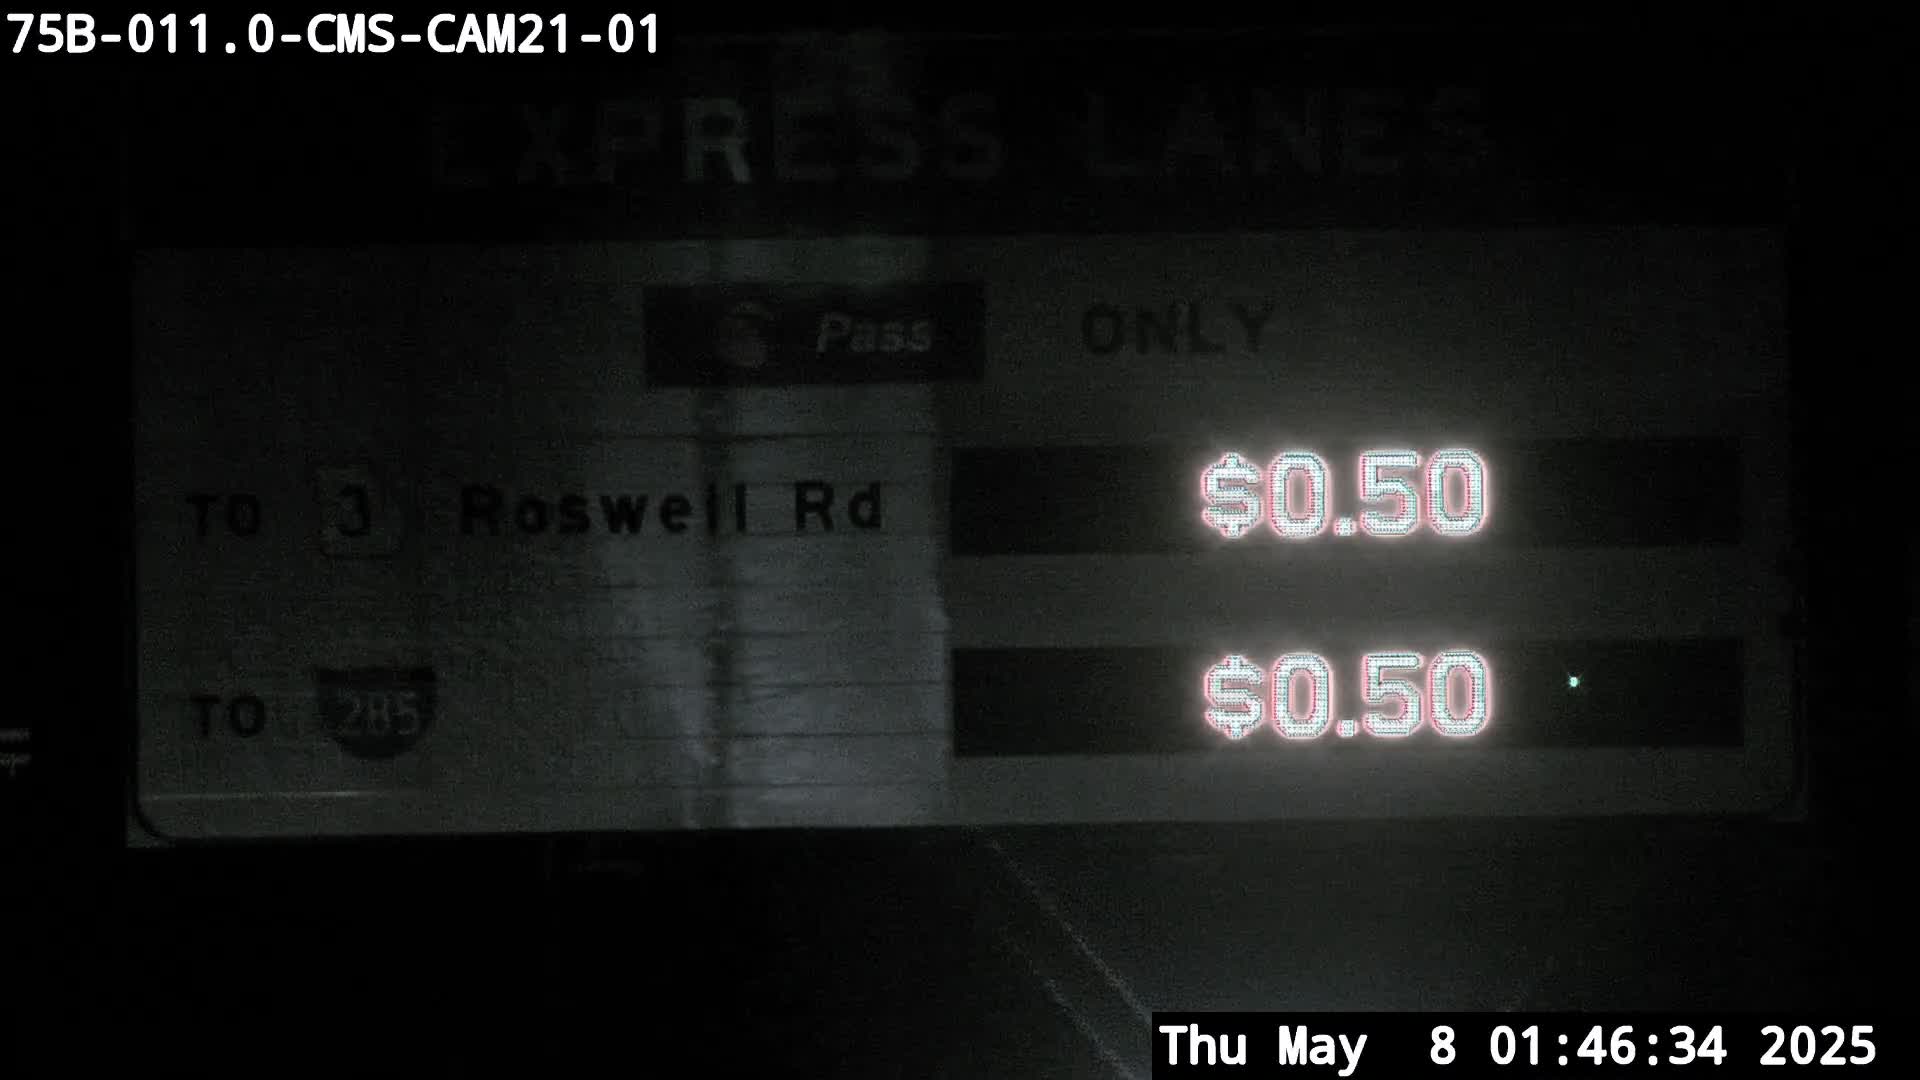 75B-011.0-CMS-CAM21-01
EXPRESS LANES
Pass ONLY
TO 3 Roswell Rd $0.50
TO 285 $0.50
Thu May 8 01:46:34 2025